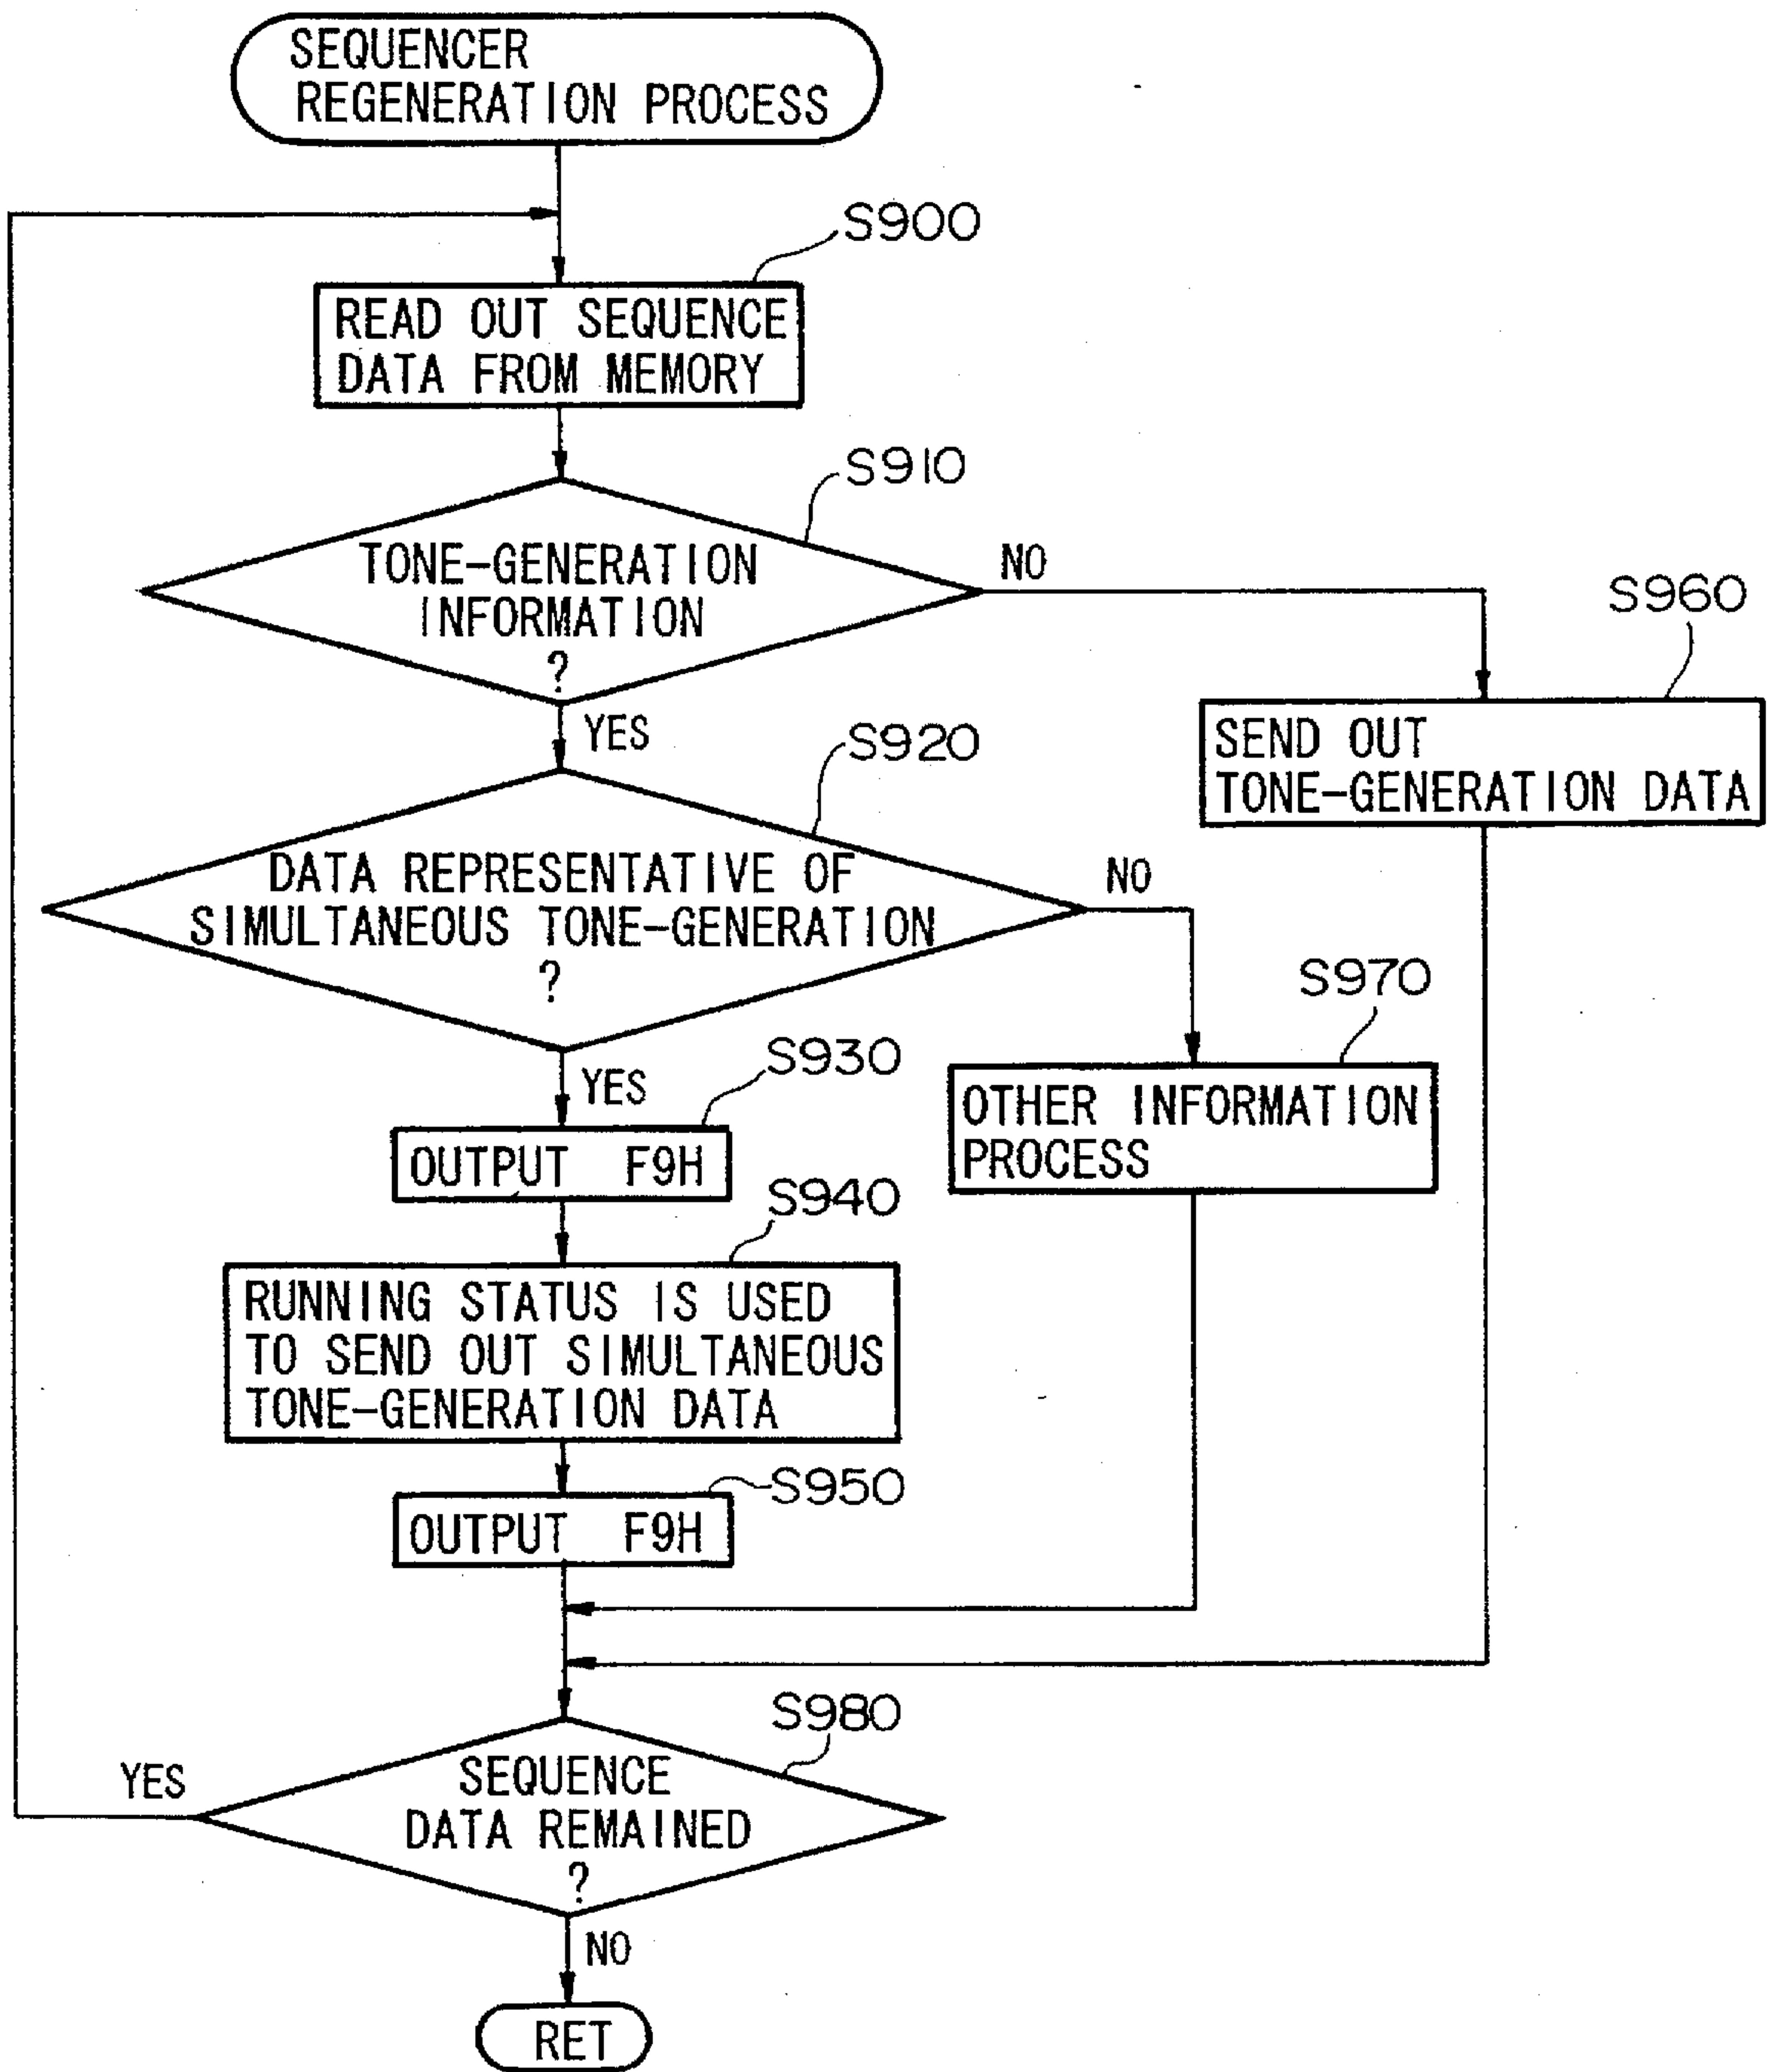 SEQUENCER
REGENERATION PROCESS
S900
READ OUT SEQUENCE
DATA FROM MEMORY
S910
TONE-GENERATION
INFORMATION
?
NO
YES
S960
SEND OUT
TONE-GENERATION DATA
S920
DATA REPRESENTATIVE OF
SIMULTANEOUS TONE-GENERATION
?
NO
YES
S970
OTHER INFORMATION
PROCESS
S930
OUTPUT F9H
S940
RUNNING STATUS IS USED
TO SEND OUT SIMULTANEOUS
TONE-GENERATION DATA
S950
OUTPUT F9H
S980
SEQUENCE
DATA REMAINED
?
YES
NO
RET